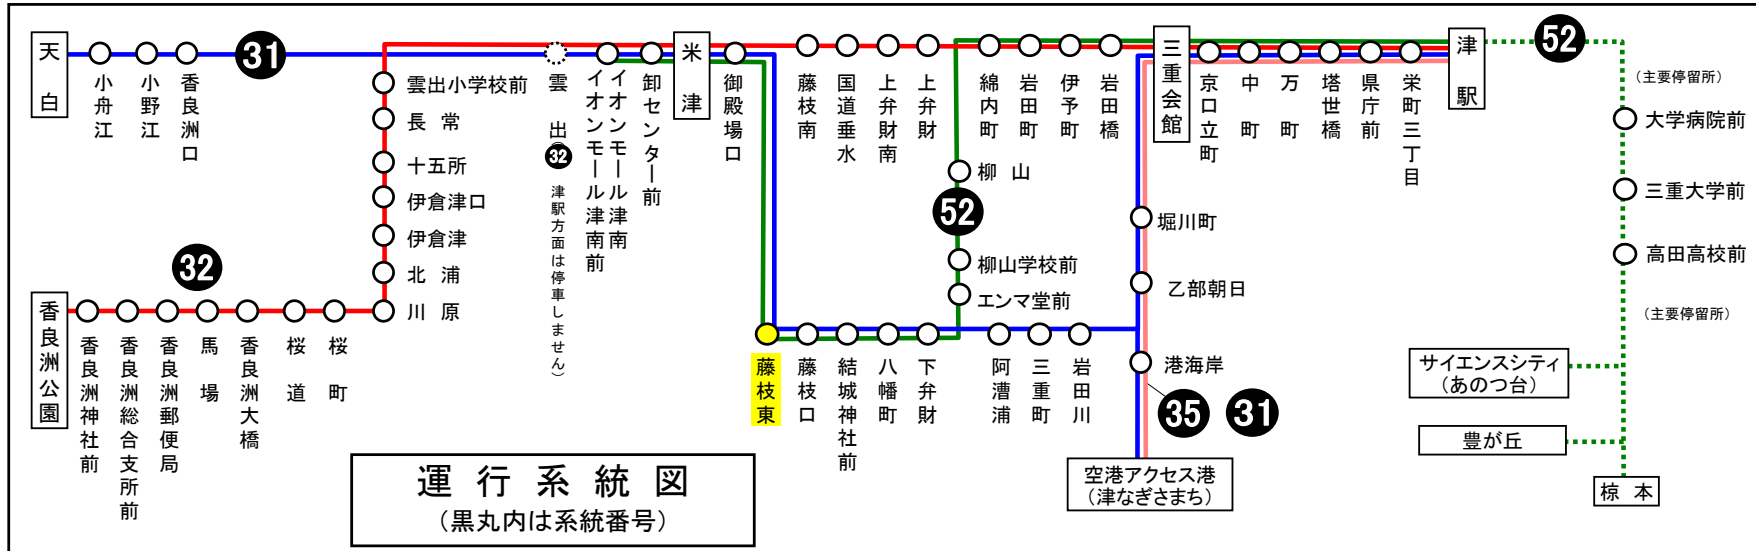 天白
小舟江
小野江
香良洲口
31
雲出小学校前
長常
十五所
伊倉津口
伊倉津
北浦
川原
32
香良洲公園
香良洲神社前
香良洲総合支所前
香良洲郵便局
馬場
香良洲大橋
桜道
桜町
雲出
(32 津駅方面は停車しません)
イオンモール津南前
イオンモール津南
卸センター前
米津
御殿場口
藤枝南
国道垂水
上弁財南
上弁財
綿内町
岩田町
伊予町
岩田橋
三重会館
京口立町
中町
万町
塔世橋
県庁前
栄町三丁目
津駅
52
(主要停留所)
大学病院前
三重大学前
高田高校前
(主要停留所)
サイエンスシティ
(あのつ台)
豊が丘
椋本
柳山
52
柳山学校前
エンマ堂前
藤枝東
藤枝口
結城神社前
八幡町
下弁財
阿漕浦
三重町
岩田川
堀川町
乙部朝日
港海岸
35
31
空港アクセス港
(津なぎさまち)
運行系統図
(黒丸内は系統番号)